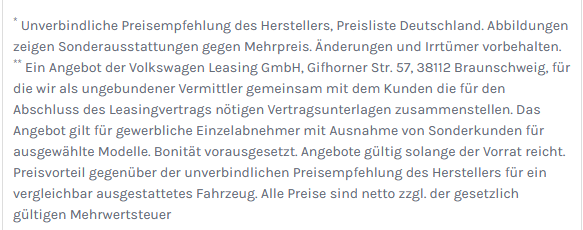 * Unverbindliche Preisempfehlung des Herstellers, Preisliste Deutschland. Abbildungen
zeigen Sonderausstattungen gegen Mehrpreis. Änderungen und Irrtümer vorbehalten.
** Ein Angebot der Volkswagen Leasing GmbH, Gifhorner Str. 57, 38112 Braunschweig, für
die wir als ungebundener Vermittler gemeinsam mit dem Kunden die für den
Abschluss des Leasingvertrags nötigen Vertragsunterlagen zusammenstellen. Das
Angebot gilt für gewerbliche Einzelabnehmer mit Ausnahme von Sonderkunden für
ausgewählte Modelle. Bonität vorausgesetzt. Angebote gültig solange der Vorrat reicht.
Preisvorteil gegenüber der unverbindlichen Preisempfehlung des Herstellers für ein
vergleichbar ausgestattetes Fahrzeug. Alle Preise sind netto zzgl. der gesetzlich
gültigen Mehrwertsteuer